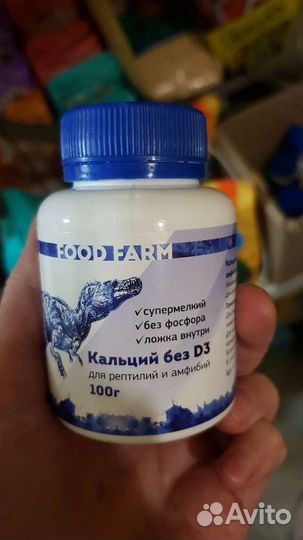 FOOD FARM
✓супермелкий
✓без фосфора
✓ложка внутри
Кальций без D3
для рептилий и амфибий
100г
Avito